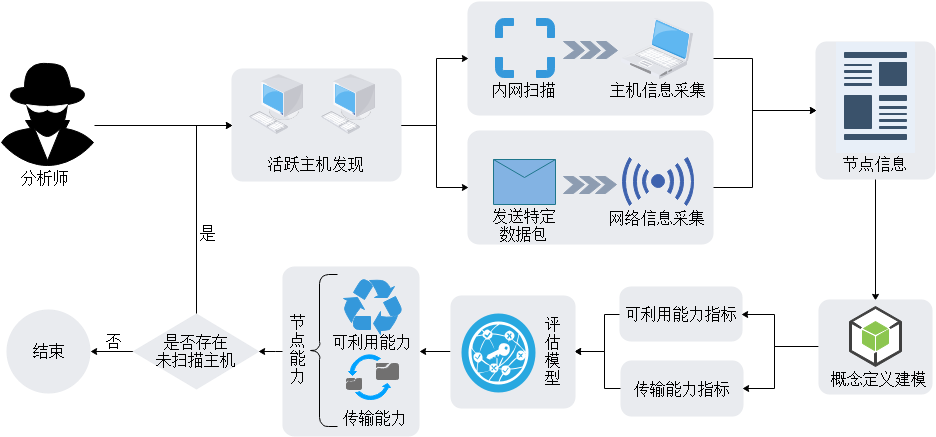 分析师
活跃主机发现
内网扫描
主机信息采集
发送特定
数据包
网络信息采集
节点信息
概念定义建模
可利用能力指标
传输能力指标
评估模型
节点能力
可利用能力
传输能力
是否存在
未扫描主机
是
否
结束